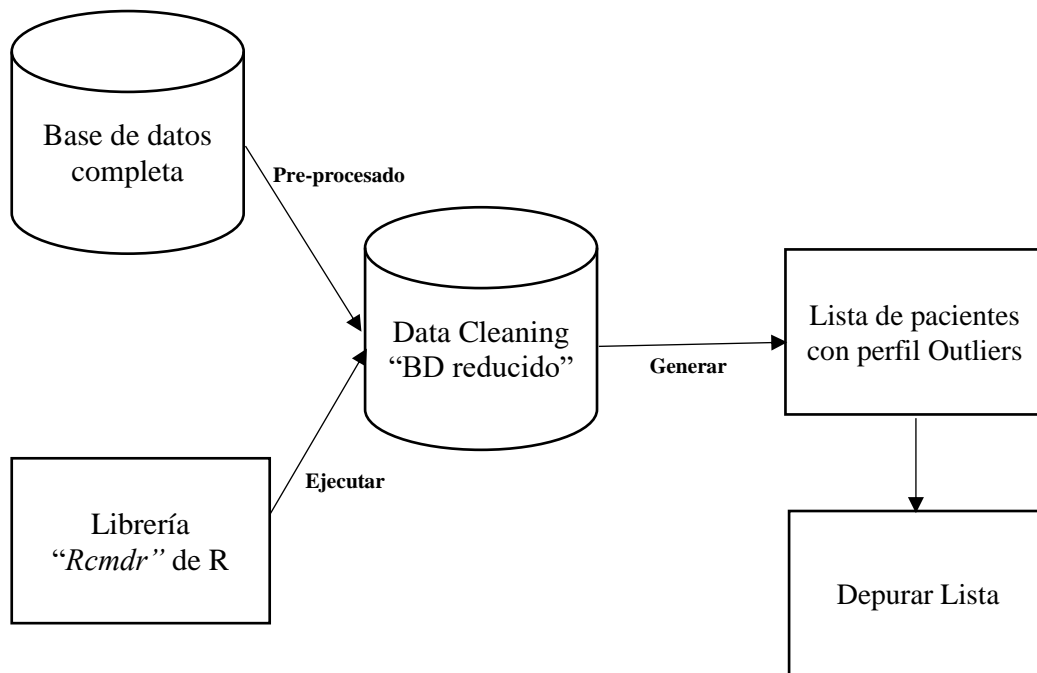 Base de datos
completa
Pre-procesado
Data Cleaning
“BD reducido”
Generar
Lista de pacientes
con perfil Outliers
Ejecutar
Librería
“Rcmdr” de R
Depurar Lista